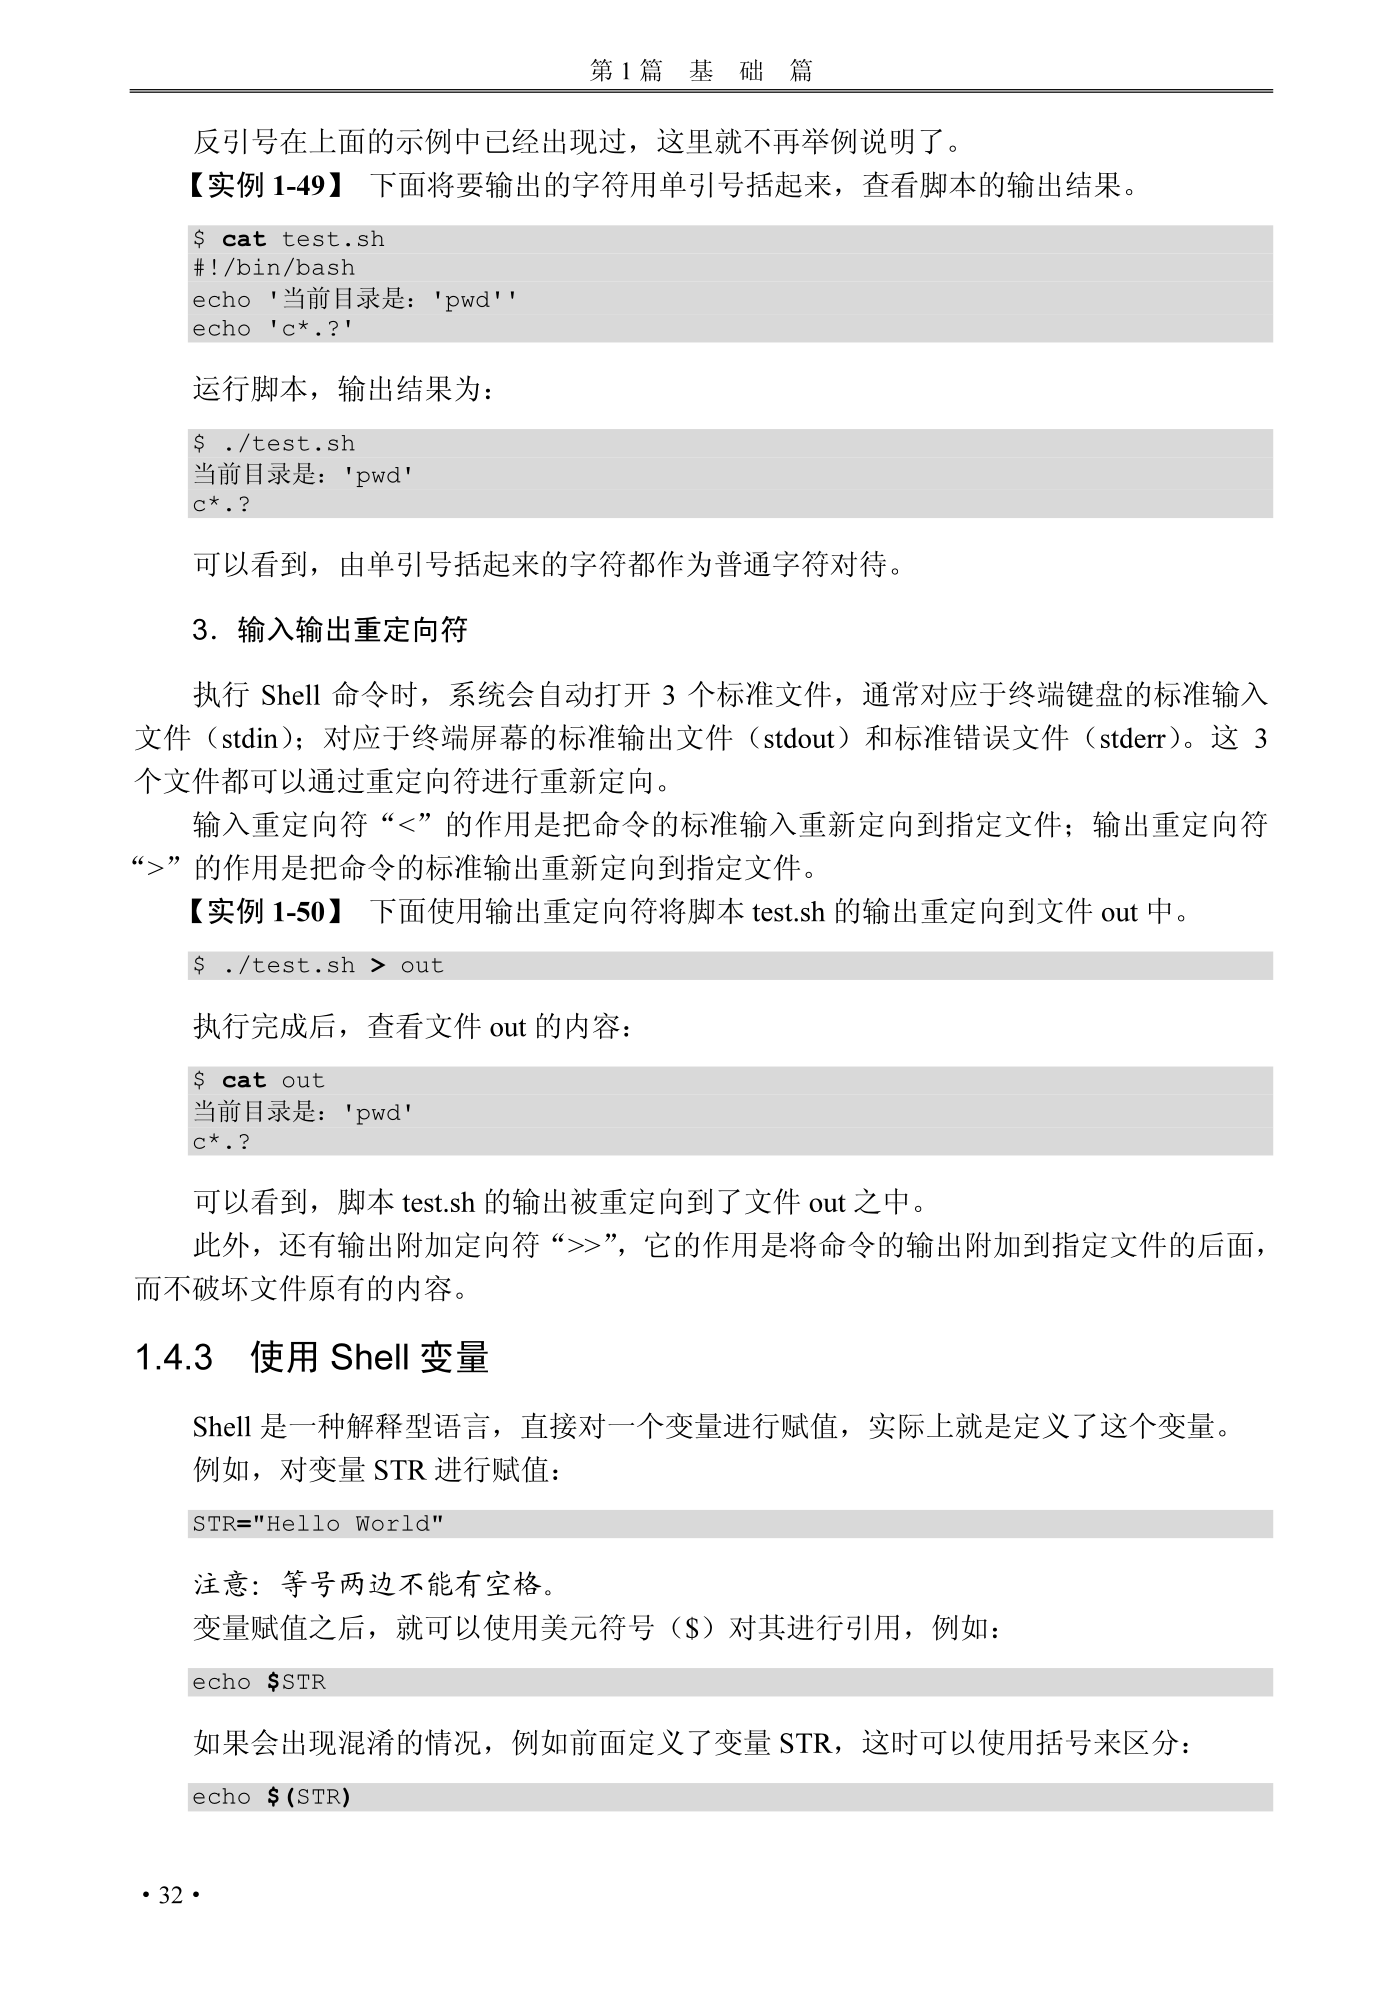 第 1 篇　基　础　篇
反引号在上面的示例中已经出现过，这里就不再举例说明了。
【实例 1-49】 下面将要输出的字符用单引号括起来，查看脚本的输出结果。
$ cat test.sh
#!/bin/bash
echo '当前目录是：'pwd''
echo 'c*.?'
运行脚本，输出结果为：
$ ./test.sh
当前目录是：'pwd'
c*.?
可以看到，由单引号括起来的字符都作为普通字符对待。
3．输入输出重定向符
执行 Shell 命令时，系统会自动打开 3 个标准文件，通常对应于终端键盘的标准输入
文件（stdin）；对应于终端屏幕的标准输出文件（stdout）和标准错误文件（stderr）。这 3
个文件都可以通过重定向符进行重新定向。
输入重定向符“<”的作用是把命令的标准输入重新定向到指定文件；输出重定向符
“>”的作用是把命令的标准输出重新定向到指定文件。
【实例 1-50】 下面使用输出重定向符将脚本 test.sh 的输出重定向到文件 out 中。
$ ./test.sh > out
执行完成后，查看文件 out 的内容：
$ cat out
当前目录是：'pwd'
c*.?
可以看到，脚本 test.sh 的输出被重定向到了文件 out 之中。
此外，还有输出附加定向符“>>”，它的作用是将命令的输出附加到指定文件的后面，
而不破坏文件原有的内容。
1.4.3　使用 Shell 变量
Shell 是一种解释型语言，直接对一个变量进行赋值，实际上就是定义了这个变量。
例如，对变量 STR 进行赋值：
STR="Hello World"
注意：等号两边不能有空格。
变量赋值之后，就可以使用美元符号（$）对其进行引用，例如：
echo $STR
如果会出现混淆的情况，例如前面定义了变量 STR，这时可以使用括号来区分：
echo $(STR)
·32·